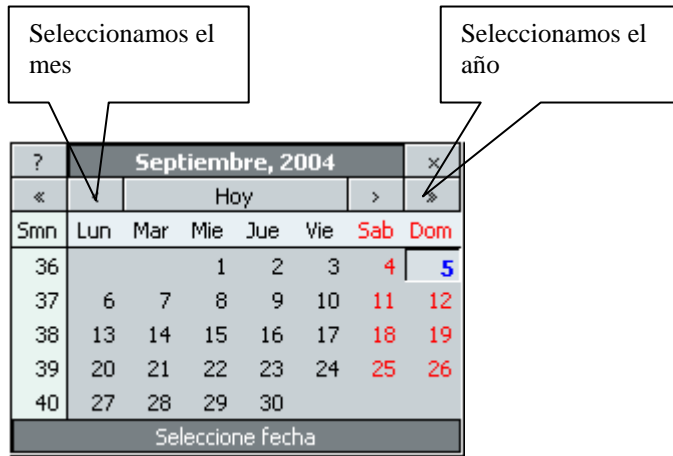 Seleccionamos el
mes
Seleccionamos el
año
? Septiembre, 2004 ×
« ‹ Hoy > »
Smn Lun Mar Mie Jue Vie Sab Dom
36 1 2 3 4 5
37 6 7 8 9 10 11 12
38 13 14 15 16 17 18 19
39 20 21 22 23 24 25 26
40 27 28 29 30
Seleccione fecha